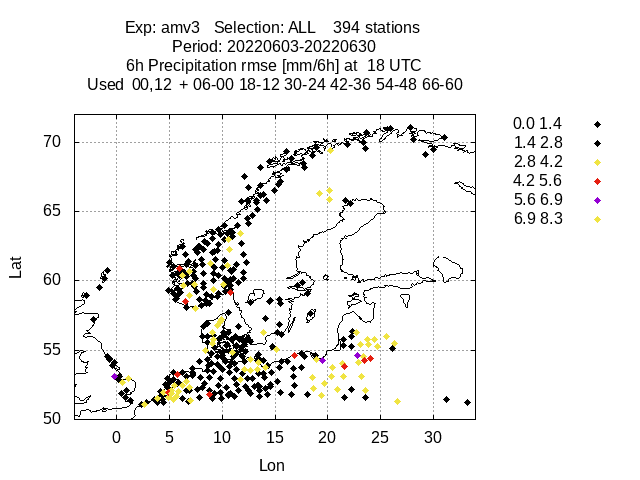 Exp: amv3 Selection: ALL 394 stations
Period: 20220603-20220630
6h Precipitation rmse [mm/6h] at 18 UTC
Used 00,12 + 06-00 18-12 30-24 42-36 54-48 66-60
0.0 1.4
1.4 2.8
2.8 4.2
4.2 5.6
5.6 6.9
6.9 8.3
70
65
60
55
50
Lat
0 5 10 15 20 25 30
Lon